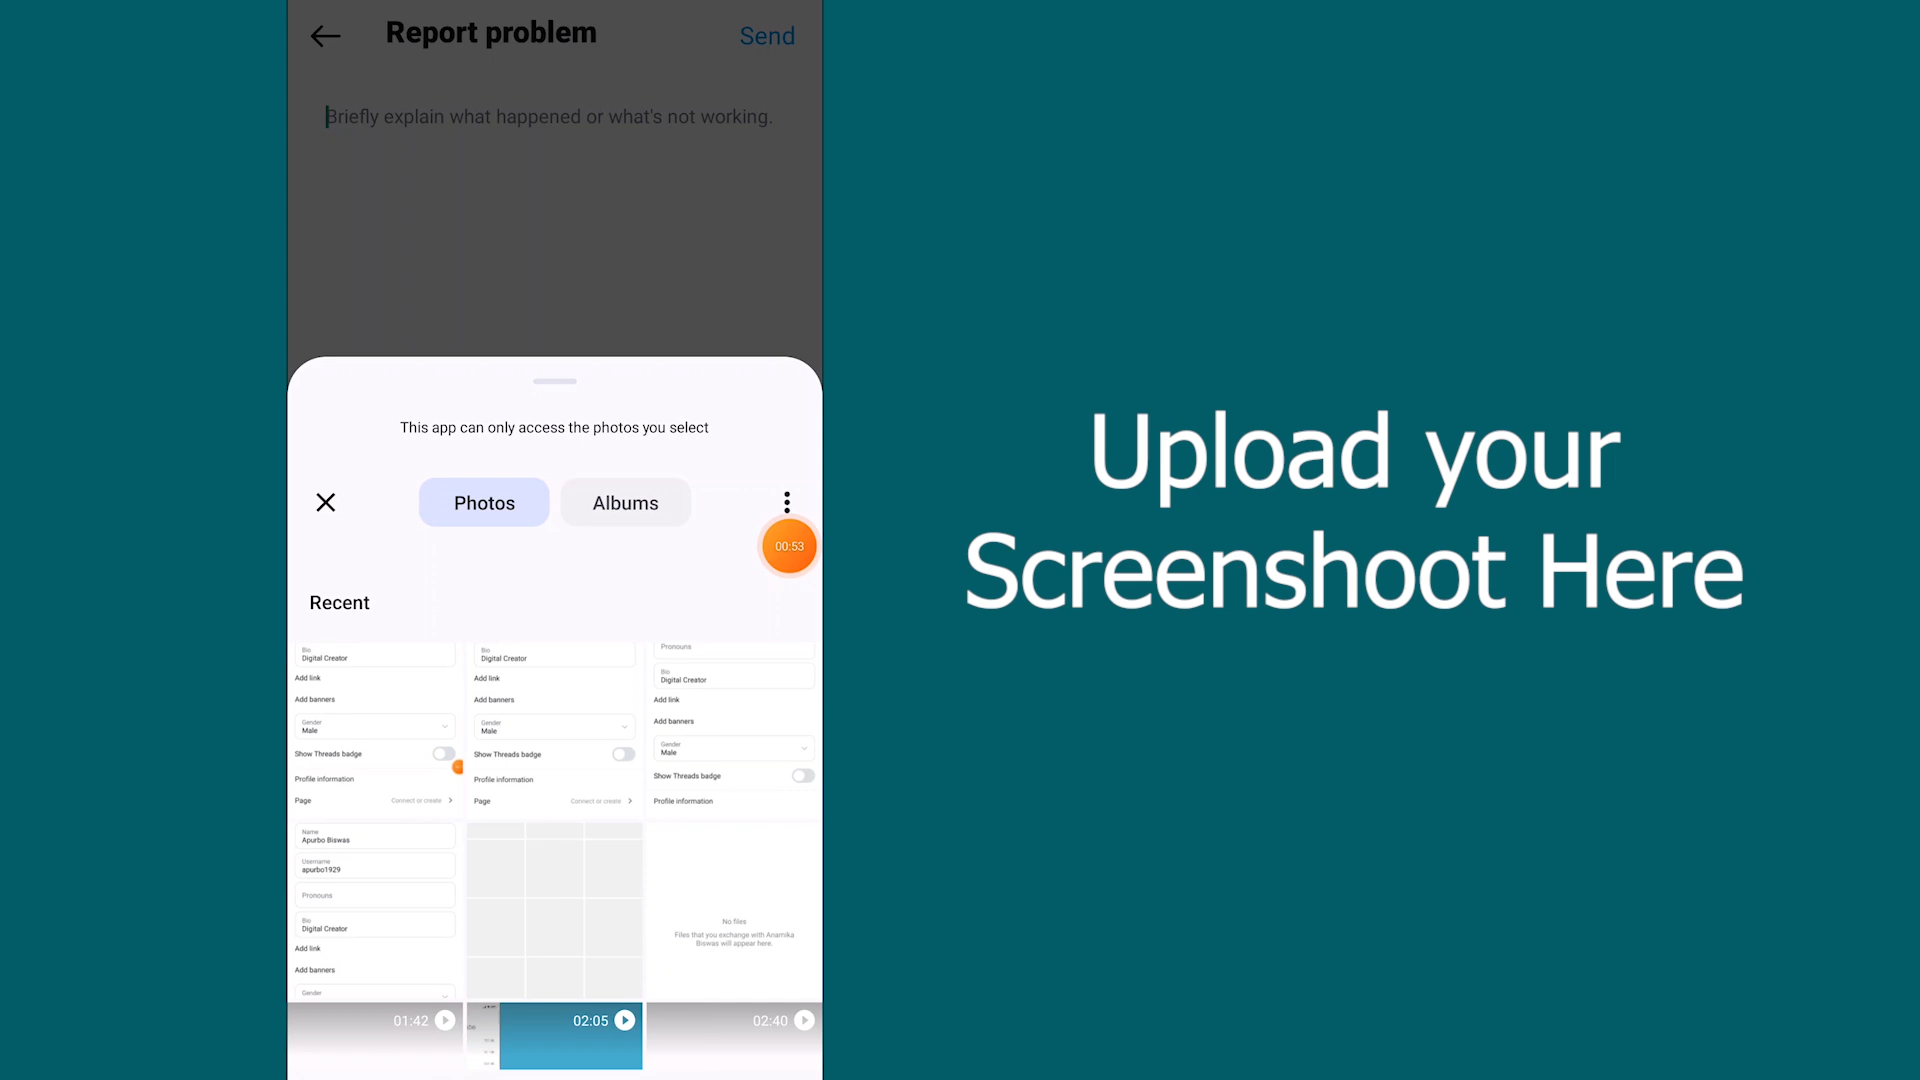 Report problem
Send
Briefly explain what happened or what's not working.
This app can only access the photos you select
Photos
Albums
00:53
Recent
Bio
Digital Creator
Add link
Add banners
Gender
Male
Show Threads badge
Profile information
Page
Connect or create
Bio
Digital Creator
Add link
Add banners
Gender
Male
Show Threads badge
Profile information
Page
Connect or create
Pronouns
Bio
Digital Creator
Add link
Add banners
Gender
Male
Show Threads badge
Profile information
Name
Apurbo Biswas
Username
apurbo1929
Pronouns
Bio
Digital Creator
Add link
Add banners
Gender
No files
Files that you exchange with Anamika
Biswas will appear here.
01:42
02:05
02:40
Upload your
Screenshoot Here